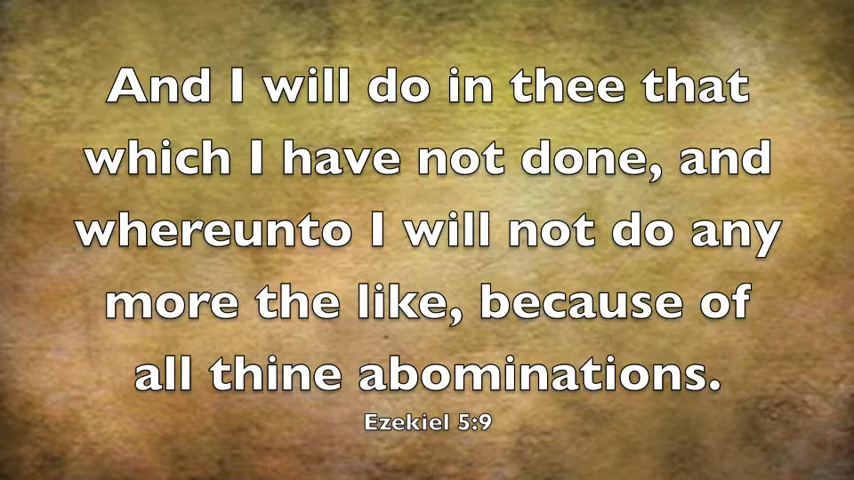 And I will do in thee that
which I have not done, and
whereunto I will not do any
more the like, because of
all thine abominations.
Ezekiel 5:9